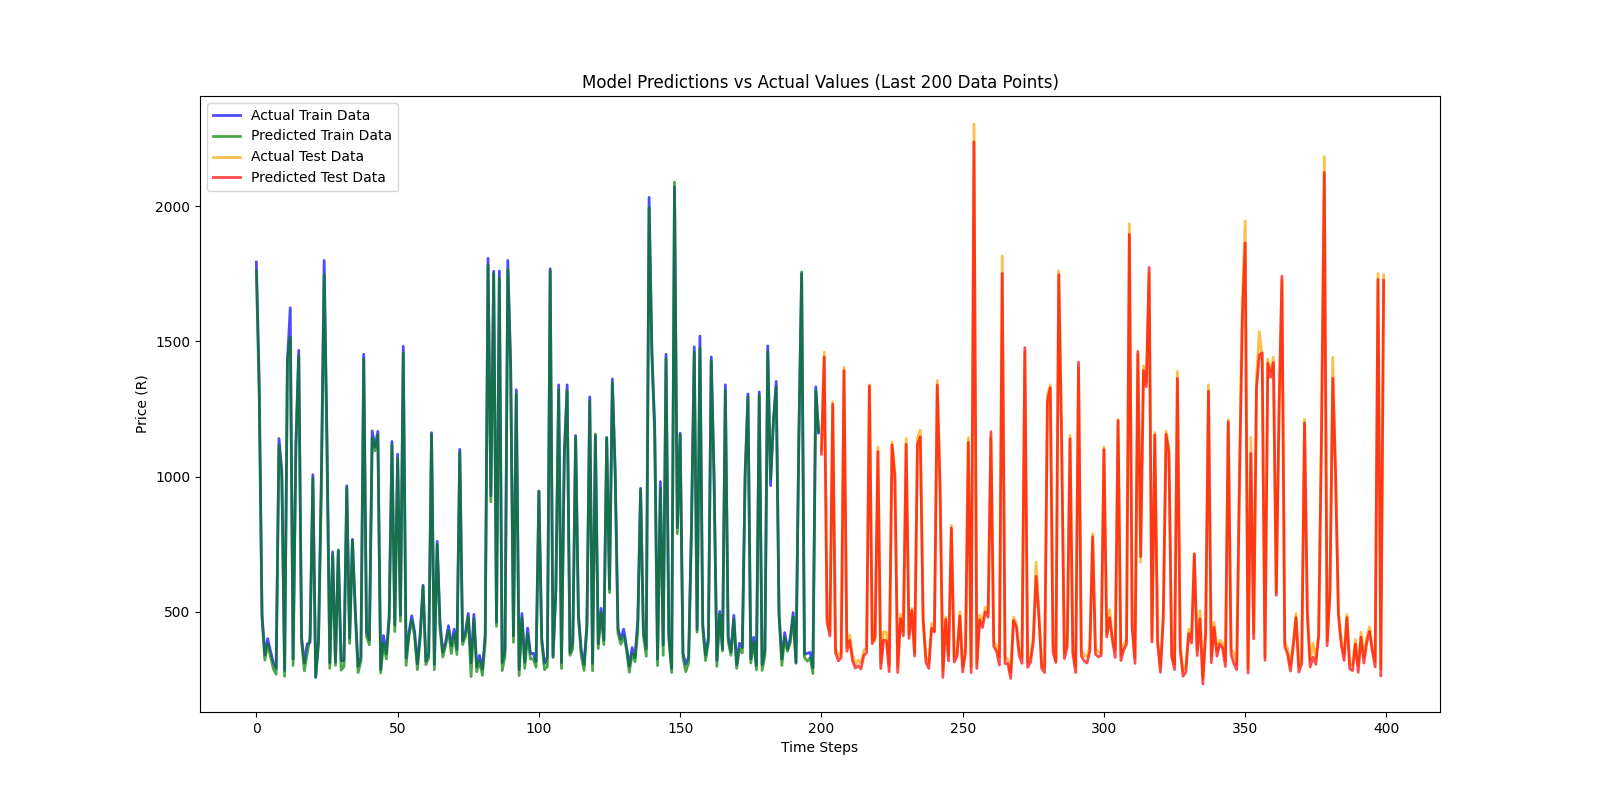 Model Predictions vs Actual Values (Last 200 Data Points)
Actual Train Data
Predicted Train Data
Actual Test Data
Predicted Test Data
Price (R)
2000
1500
1000
500
0 50 100 150 200 250 300 350 400
Time Steps